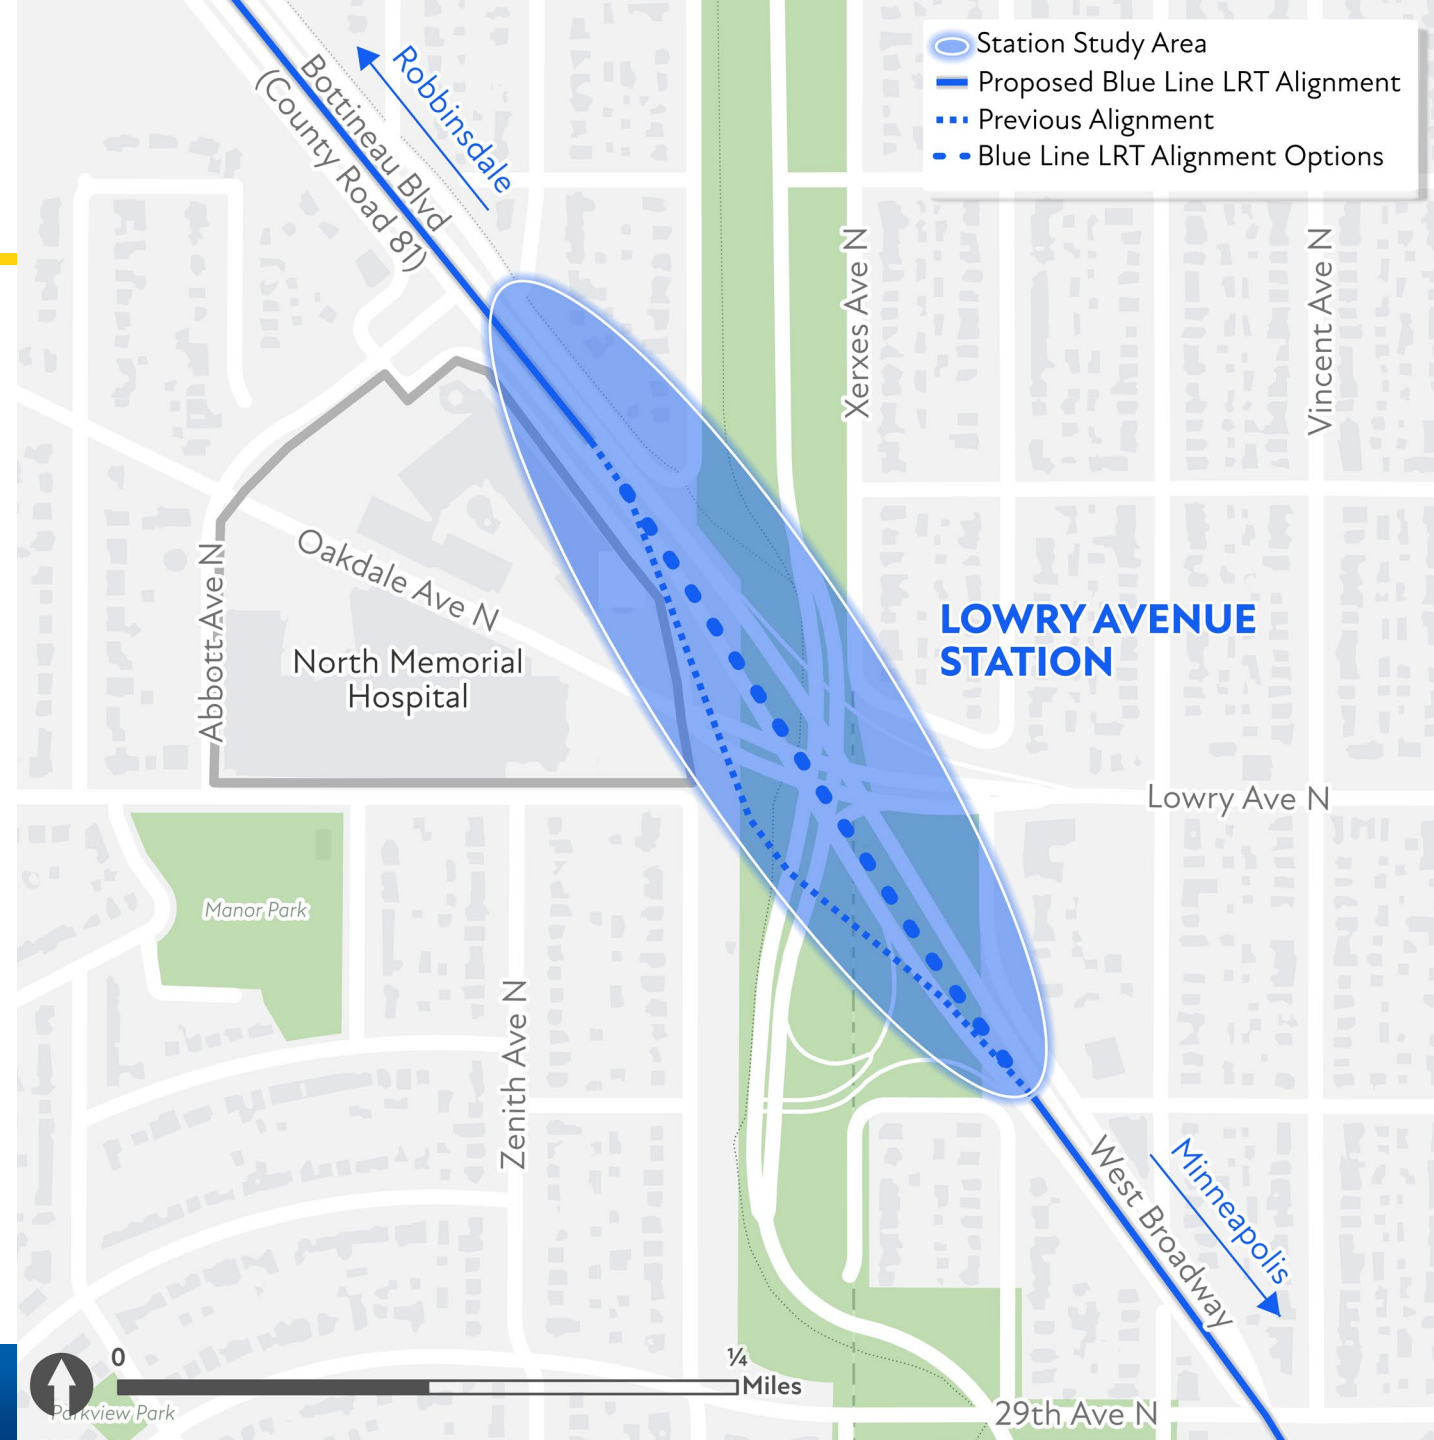 Station Study Area
Proposed Blue Line LRT Alignment
Previous Alignment
Blue Line LRT Alignment Options
Robbinsdale
Bottineau Blvd
(County Road 81)
Xerxes Ave N
Vincent Ave N
Oakdale Ave N
Abbott Ave N
North Memorial
Hospital
LOWRY AVENUE
STATION
Lowry Ave N
Manor Park
Zenith Ave N
West Broadway
Minneapolis
0
¼
Miles
Parkview Park
29th Ave N